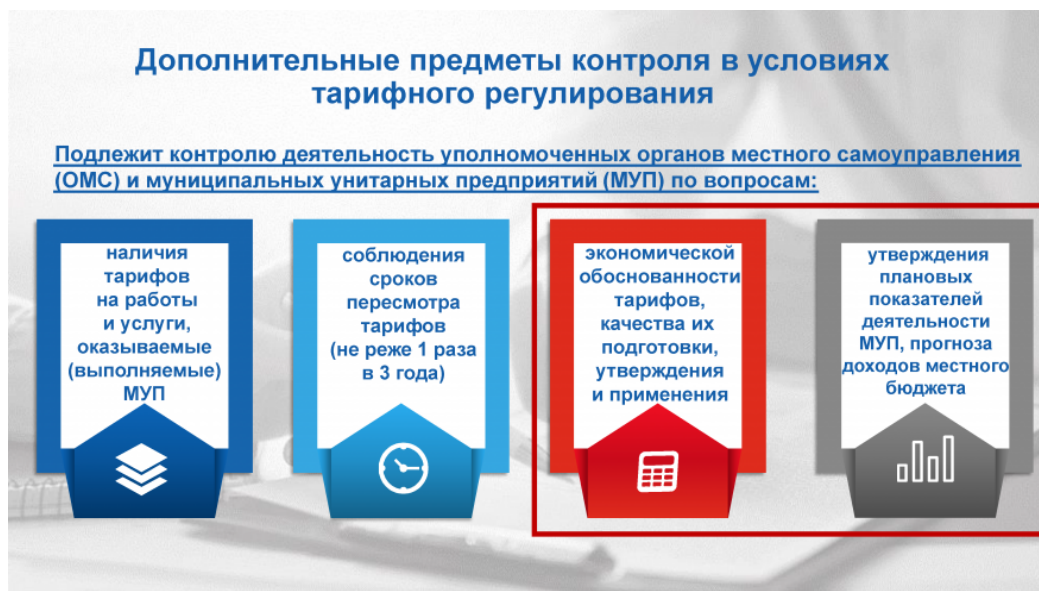 Дополнительные предметы контроля в условиях
тарифного регулирования
Подлежит контролю деятельность уполномоченных органов местного самоуправления
(ОМС) и муниципальных унитарных предприятий (МУП) по вопросам:
наличия
тарифов
на работы
и услуги,
оказываемые
(выполняемые)
МУП
соблюдения
сроков
пересмотра
тарифов
(не реже 1 раза
в 3 года)
экономической
обоснованности
тарифов,
качества их
подготовки,
утверждения
и применения
утверждения
плановых
показателей
деятельности
МУП, прогноза
доходов местного
бюджета